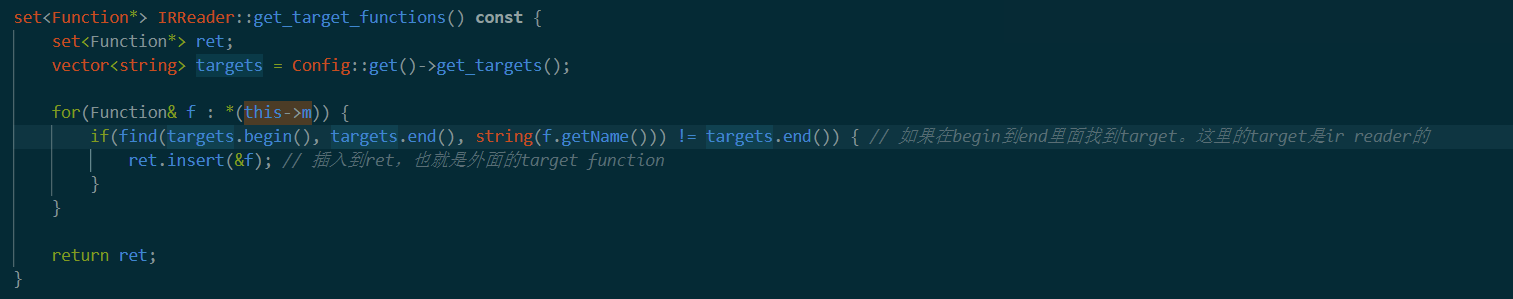 set<Function*> IRReader::get_target_functions() const {
    set<Function*> ret;
    vector<string> targets = Config::get()->get_targets();

    for(Function& f : *(this->m)) {
        if(find(targets.begin(), targets.end(), string(f.getName())) != targets.end()) { // 如果在begin到end里面找到target。这里的target是ir reader的
            ret.insert(&f); // 插入到ret，也就是外面的target function
        }
    }

    return ret;
}